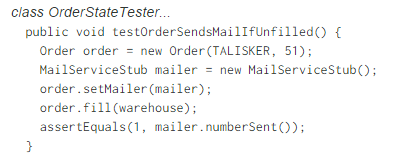 class OrderStateTester...
public void testOrderSendsMailIfUnfilled() {
Order order = new Order(TALISKER, 51);
MailServiceStub mailer = new MailServiceStub();
order.setMailer(mailer);
order.fill(warehouse);
assertEquals(1, mailer.numberSent());
}